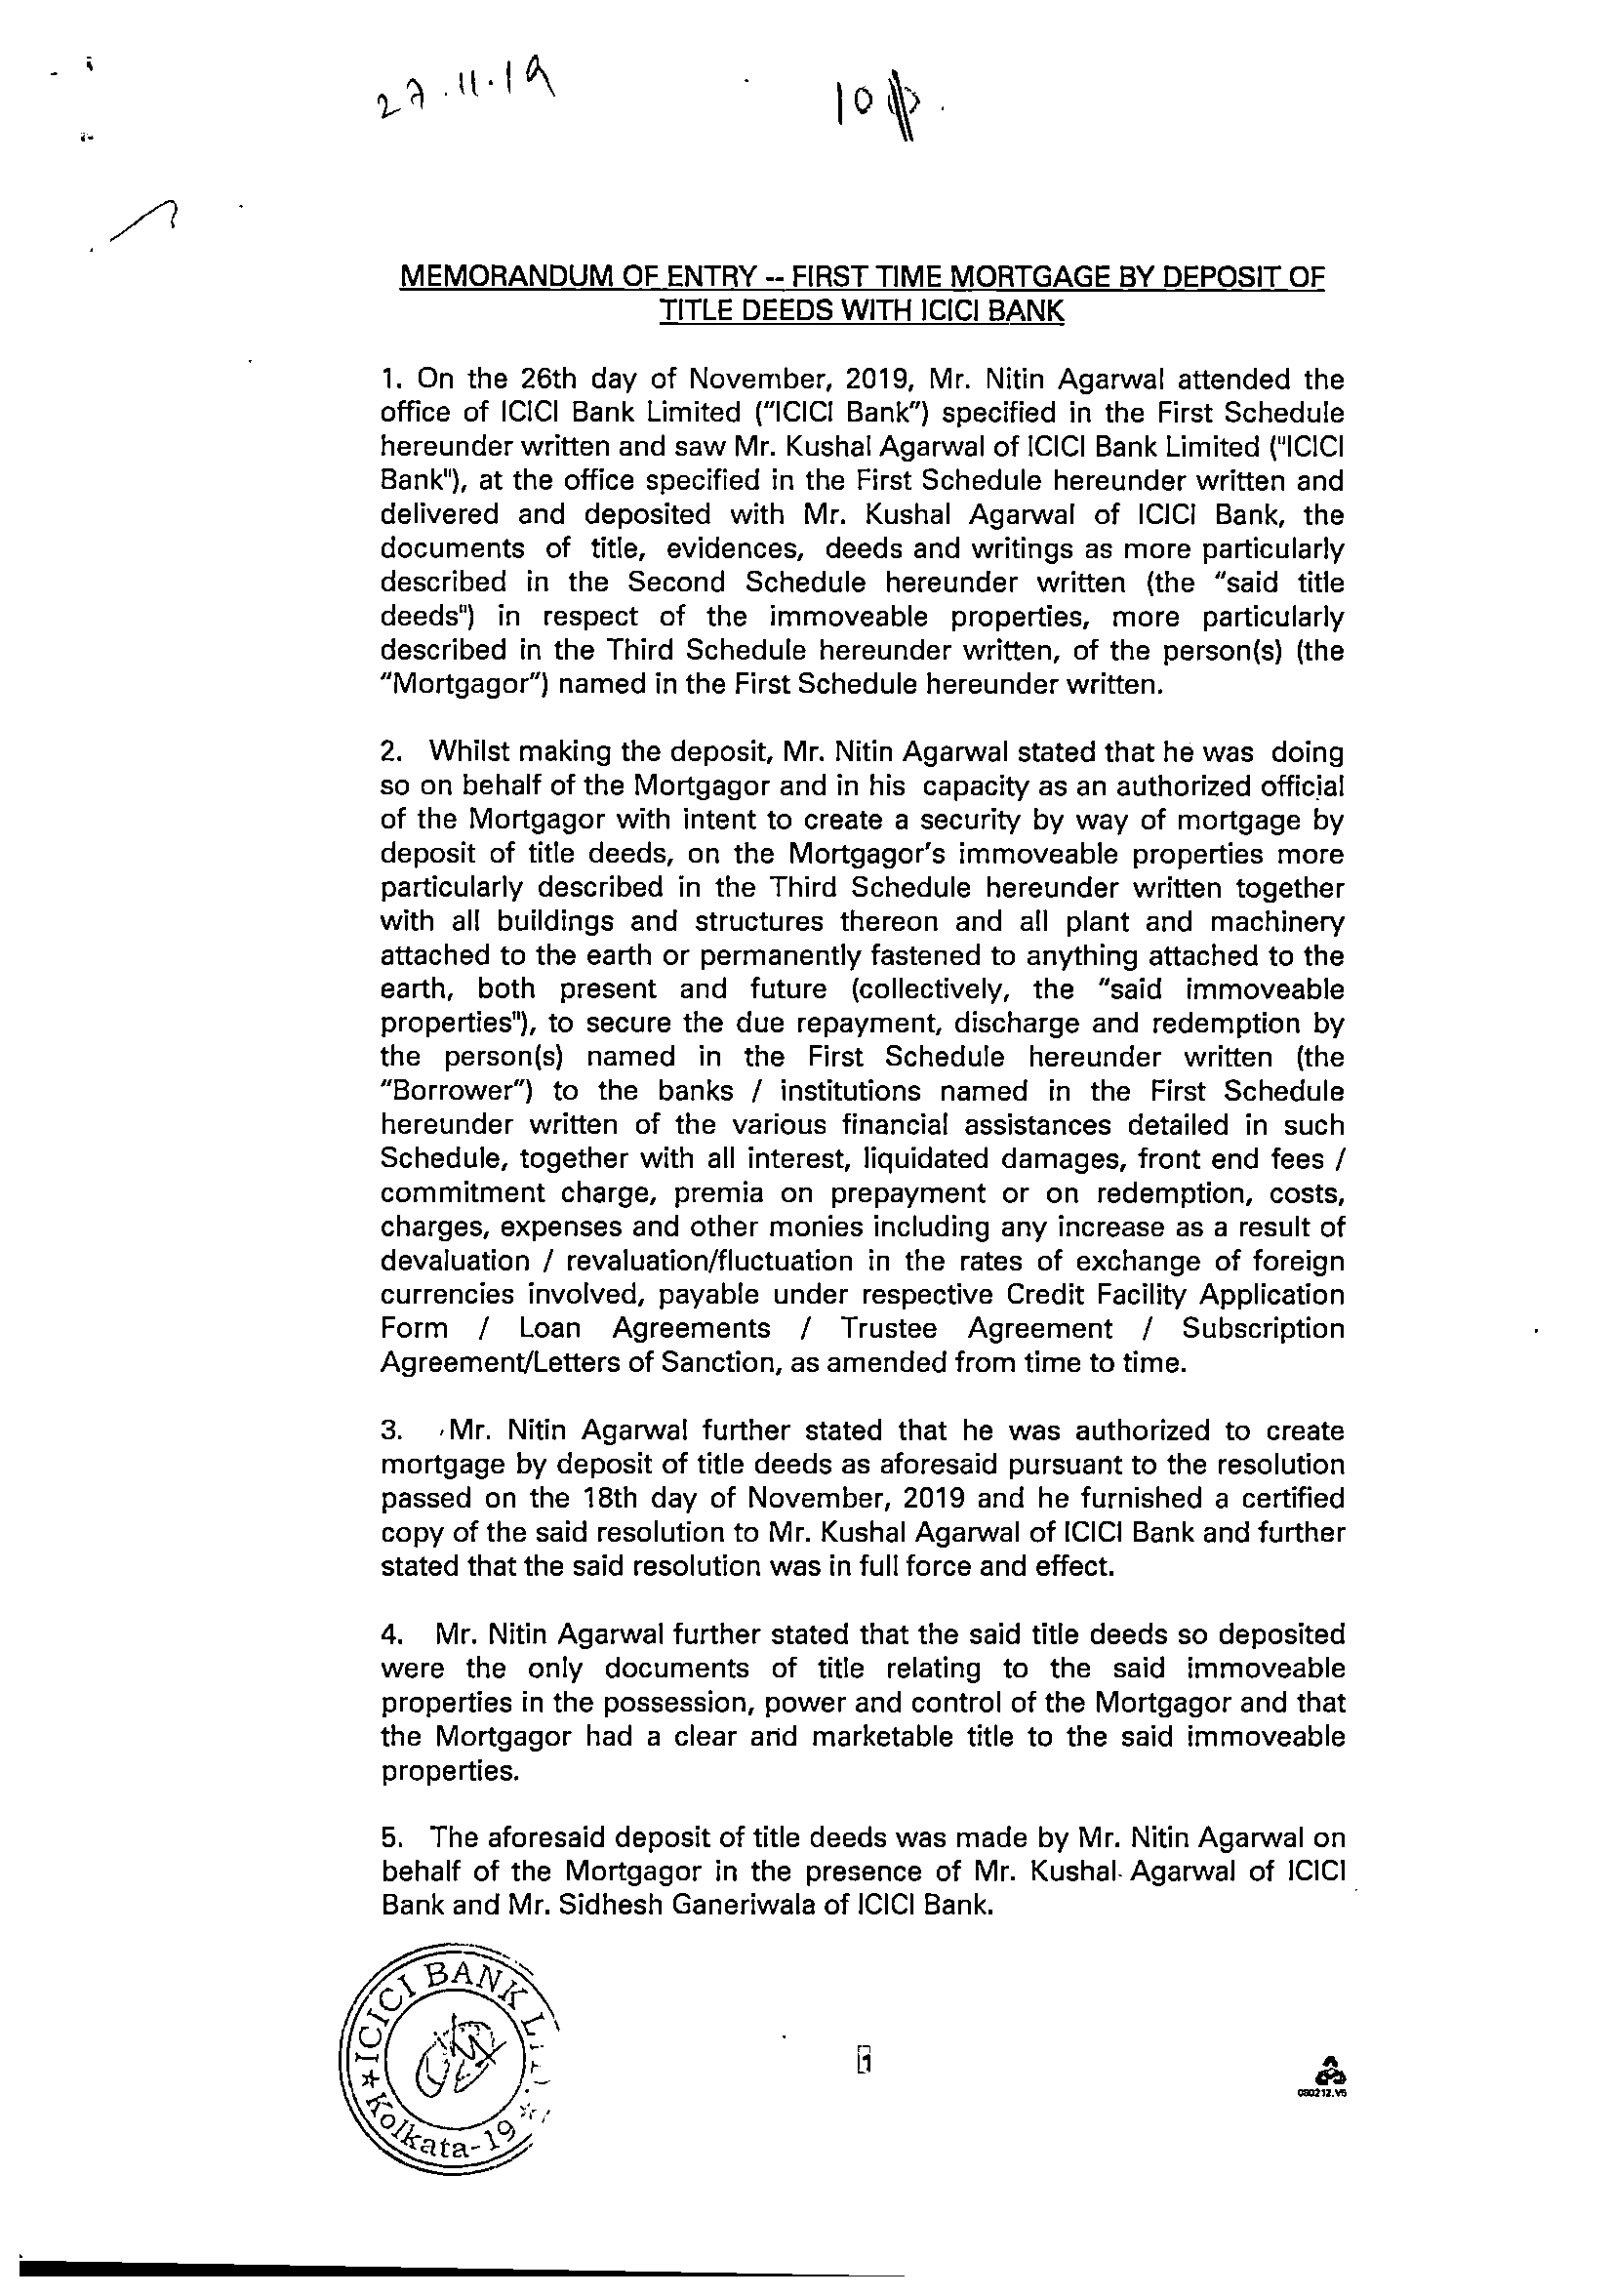 27.11.19
MEMORANDUM OF ENTRY -- FIRST TIME MORTGAGE BY DEPOSIT OF
TITLE DEEDS WITH ICICI BANK
1. On the 26th day of November, 2019, Mr. Nitin Agarwal attended the
office of ICICI Bank Limited ("ICICI Bank") specified in the First Schedule
hereunder written and saw Mr. Kushal Agarwal of ICICI Bank Limited ("ICICI
Bank"), at the office specified in the First Schedule hereunder written and
delivered and deposited with Mr. Kushal Agarwal of ICICI Bank, the
documents of title, evidences, deeds and writings as more particularly
described in the Second Schedule hereunder written (the "said title
deeds") in respect of the immoveable properties, more particularly
described in the Third Schedule hereunder written, of the person(s) (the
"Mortgagor") named in the First Schedule hereunder written.
2. Whilst making the deposit, Mr. Nitin Agarwal stated that he was doing
so on behalf of the Mortgagor and in his capacity as an authorized official
of the Mortgagor with intent to create a security by way of mortgage by
deposit of title deeds, on the Mortgagor's immoveable properties more
particularly described in the Third Schedule hereunder written together
with all buildings and structures thereon and all plant and machinery
attached to the earth or permanently fastened to anything attached to the
earth, both present and future (collectively, the "said immoveable
properties"), to secure the due repayment, discharge and redemption by
the person(s) named in the First Schedule hereunder written (the
"Borrower") to the banks / institutions named in the First Schedule
hereunder written of the various financial assistances detailed in such
Schedule, together with all interest, liquidated damages, front end fees /
commitment charge, premia on prepayment or on redemption, costs,
charges, expenses and other monies including any increase as a result of
devaluation / revaluation/fluctuation in the rates of exchange of foreign
currencies involved, payable under respective Credit Facility Application
Form / Loan Agreements / Trustee Agreement / Subscription
Agreement/Letters of Sanction, as amended from time to time.
3. Mr. Nitin Agarwal further stated that he was authorized to create
mortgage by deposit of title deeds as aforesaid pursuant to the resolution
passed on the 18th day of November, 2019 and he furnished a certified
copy of the said resolution to Mr. Kushal Agarwal of ICICI Bank and further
stated that the said resolution was in full force and effect.
4. Mr. Nitin Agarwal further stated that the said title deeds so deposited
were the only documents of title relating to the said immoveable
properties in the possession, power and control of the Mortgagor and that
the Mortgagor had a clear and marketable title to the said immoveable
properties.
5. The aforesaid deposit of title deeds was made by Mr. Nitin Agarwal on
behalf of the Mortgagor in the presence of Mr. Kushal Agarwal of ICICI
Bank and Mr. Sidhesh Ganeriwala of ICICI Bank.
ICICI BANK
Kolkata-19
1